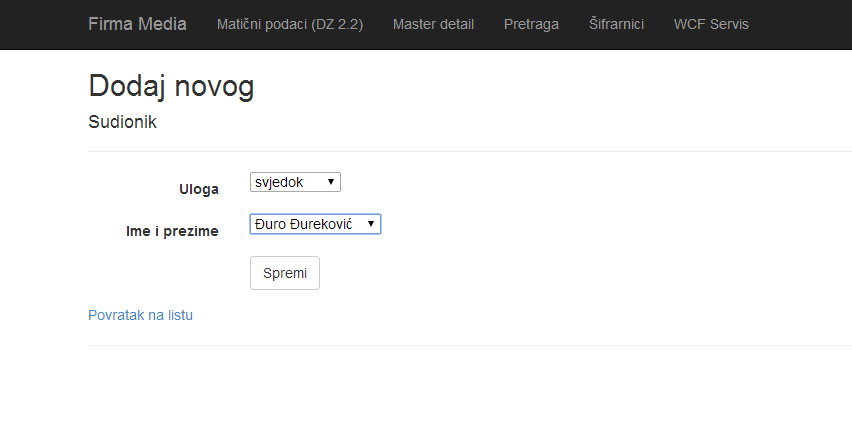 Firma Media Matični podaci (DZ 2.2) Master detail Pretraga Šifrarnici WCF Servis
Dodaj novog
Sudionik
Uloga svjedok
Ime i prezime Đuro Đureković
Spremi
Povratak na listu